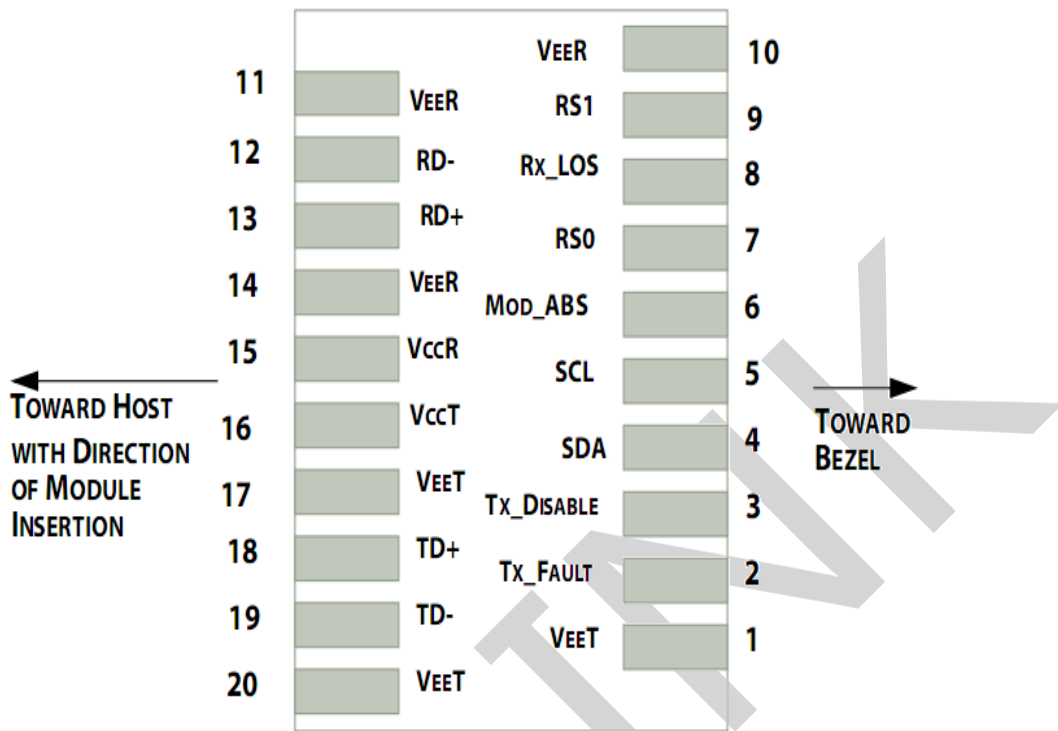 VEER 10
11 VEER
RS1 9
12 RD-
RX_LOS 8
13 RD+
RS0 7
14 VEER
MOD_ABS 6
15 VCCR
SCL 5
TOWARD HOST
WITH DIRECTION
OF MODULE
INSERTION
TOWARD
BEZEL
16 VCCT
SDA 4
17 VEET
TX_DISABLE 3
18 TD+
TX_FAULT 2
19 TD-
VEET 1
20 VEET